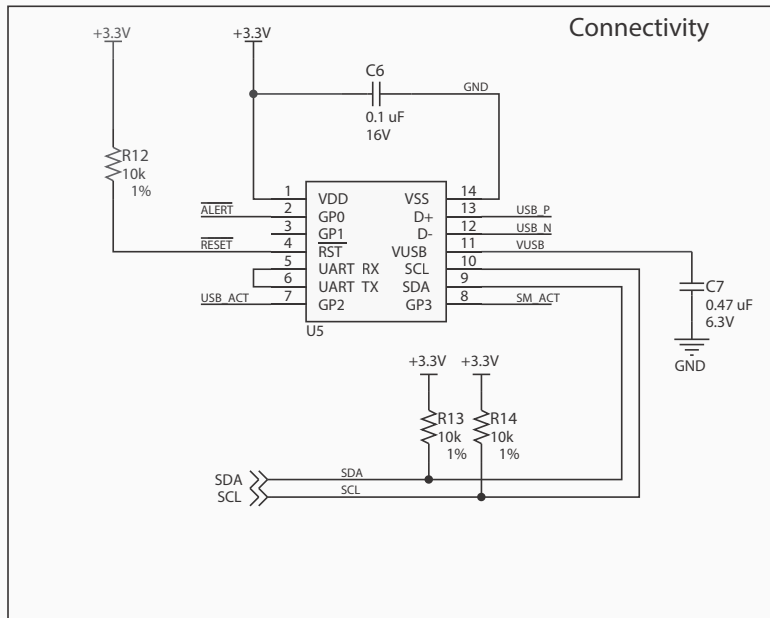 Connectivity
+3.3V
+3.3V
C6
0.1 uF
16V
GND
R12
10k
1%
1
VDD
VSS
14
ALERT
2
GP0
D+
13
USB_P
3
GP1
D-
12
USB_N
RESET
4
RST
VUSB
11
VUSB
5
UART RX
SCL
10
6
UART TX
SDA
9
USB_ACT
7
GP2
GP3
8
SM_ACT
U5
C7
0.47 uF
6.3V
GND
+3.3V
+3.3V
R13
10k
1%
R14
10k
1%
SDA
SDA
SCL
SCL